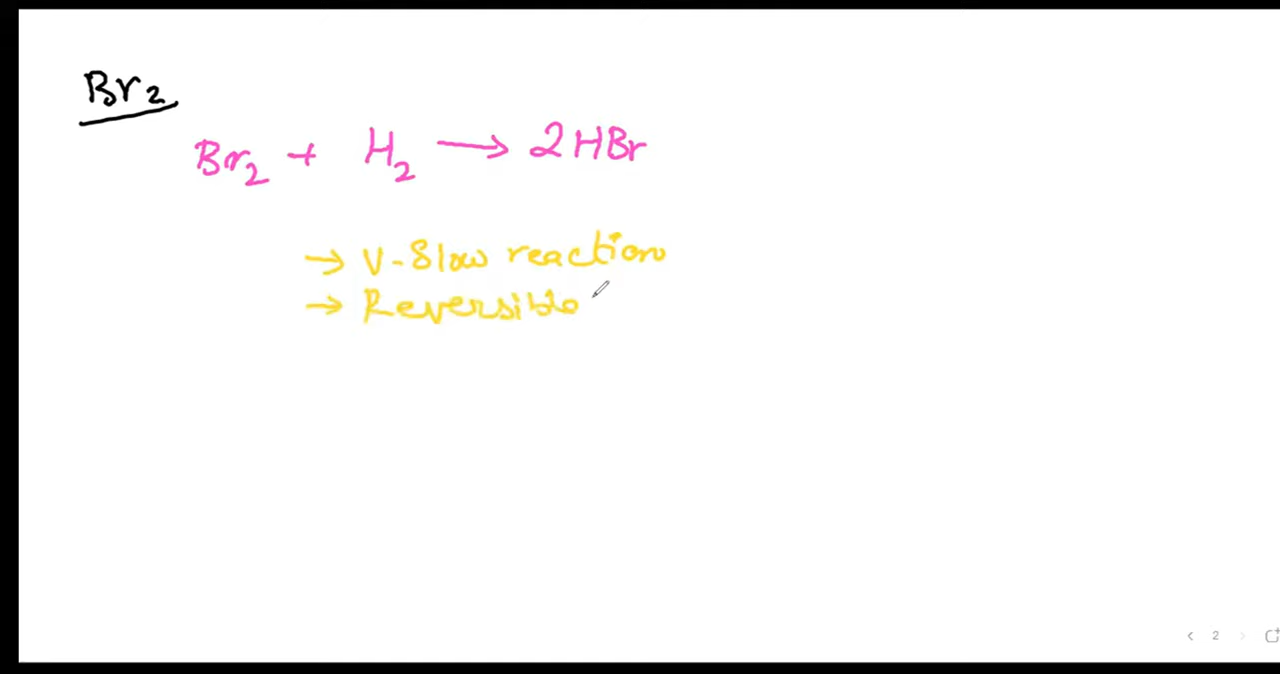 Br2
Br2 + H2 → 2HBr
→ V-Slow reaction
→ Reversible
2